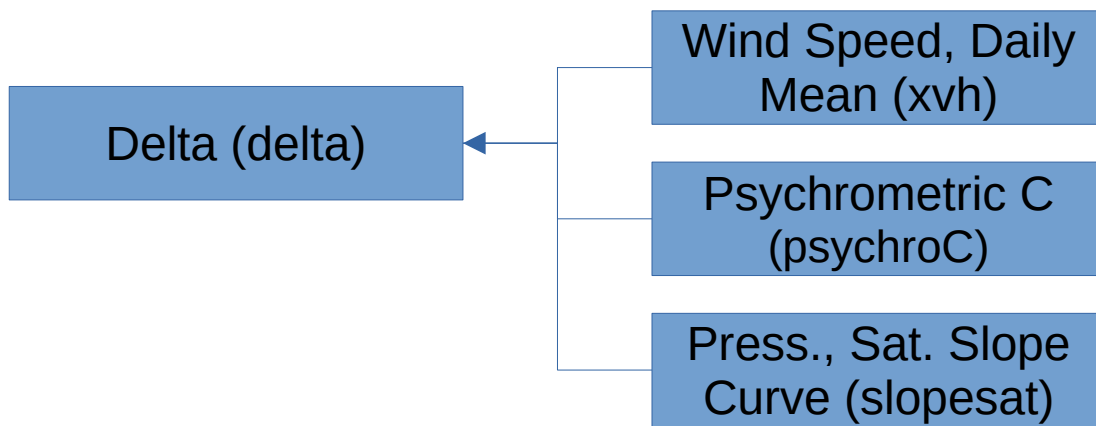 Delta (delta)
Wind Speed, Daily
Mean (xvh)
Psychrometric C
(psychroC)
Press., Sat. Slope
Curve (slopesat)